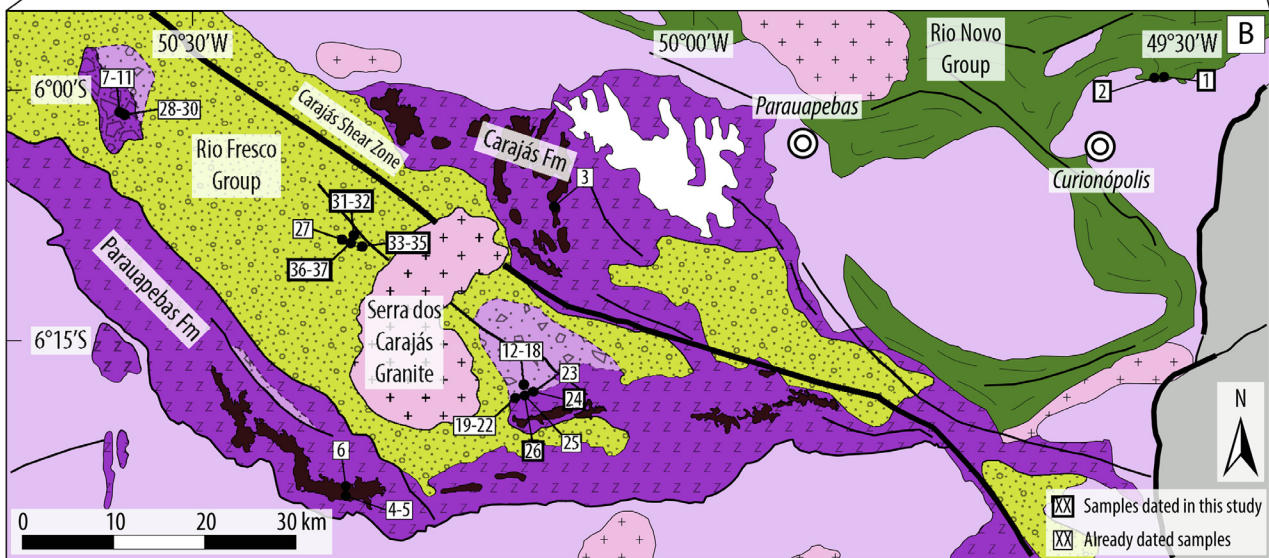 50°30'W
50°00'W
49°30'W
B
Rio Novo
Group
6°00'S
7-11
28-30
2
1
Parauapebas
Carajás Shear Zone
Carajás Fm
Curionópolis
Rio Fresco
Group
3
31-32
27
33-35
36-37
Parauapebas Fm
Serra dos
Carajás
Granite
6°15'S
12-18
23
24
19-22
26
25
6
4-5
N
0 10 20 30 km
XX Samples dated in this study
XX Already dated samples